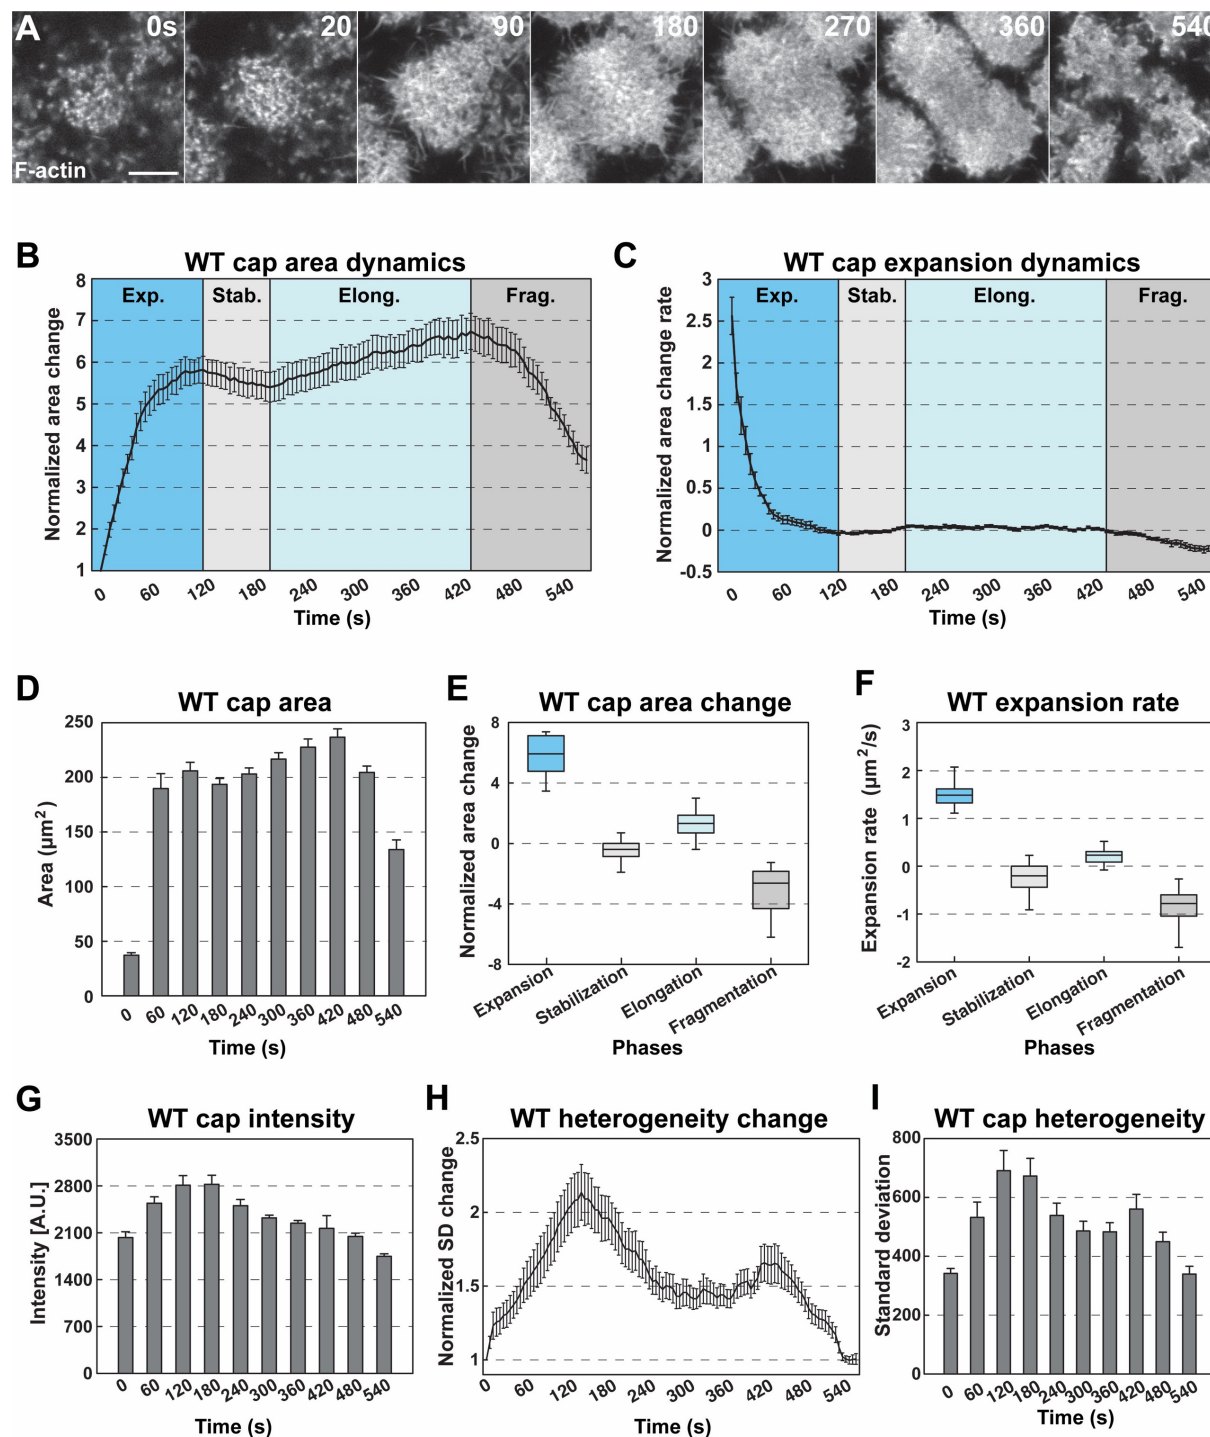 A 0s 20 90 180 270 360 540
F-actin
B WT cap area dynamics
Exp. Stab. Elong. Frag.
8
7
6
5
4
3
2
1
Normalized area change
0 60 120 180 240 300 360 420 480 540
Time (s)
C WT cap expansion dynamics
Exp. Stab. Elong. Frag.
3
2.5
2
1.5
1
0.5
0
-0.5
Normalized area change rate
0 60 120 180 240 300 360 420 480 540
Time (s)
D WT cap area
250
200
150
100
50
0
Area (µm²)
0 60 120 180 240 300 360 420 480 540
Time (s)
E WT cap area change
8
4
0
-4
-8
Normalized area change
Expansion Stabilization Elongation Fragmentation
Phases
F WT expansion rate
3
2
1
0
-1
-2
Expansion rate (µm²/s)
Expansion Stabilization Elongation Fragmentation
Phases
G WT cap intensity
3500
2800
2100
1400
700
0
Intensity [A.U.]
0 60 120 180 240 300 360 420 480 540
Time (s)
H WT heterogeneity change
2.5
2
1.5
1
Normalized SD change
0 60 120 180 240 300 360 420 480 540
Time (s)
I WT cap heterogeneity
800
600
400
200
0
Standard deviation
0 60 120 180 240 300 360 420 480 540
Time (s)